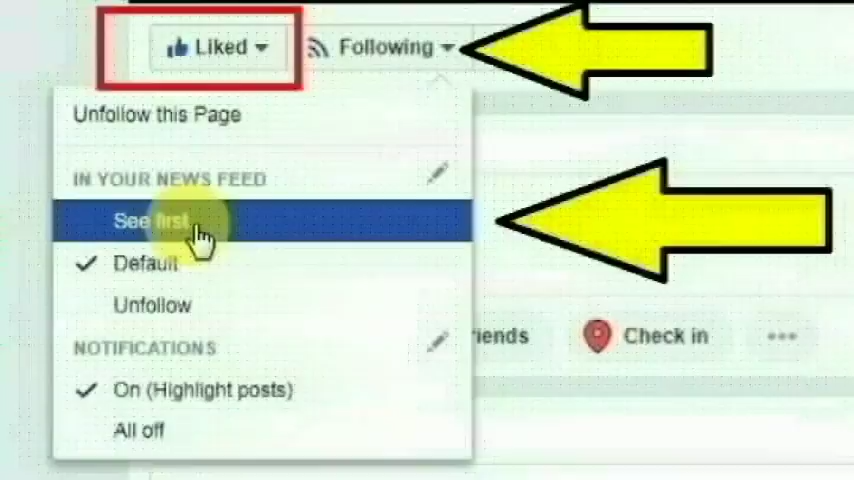 Liked Following
Unfollow this Page
IN YOUR NEWS FEED
See first
Default
Unfollow
NOTIFICATIONS
On (Highlight posts)
All off
riends Check in